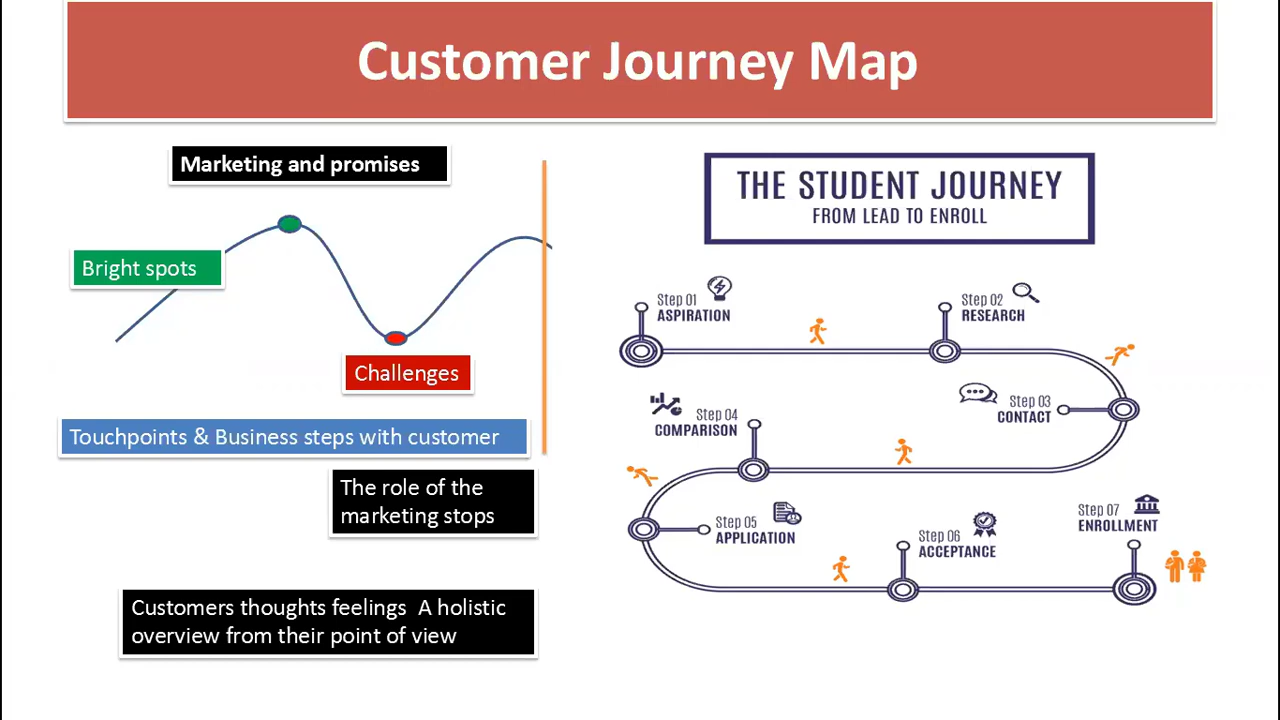 Customer Journey Map
Marketing and promises
Bright spots
Challenges
Touchpoints & Business steps with customer
The role of the
marketing stops
Customers thoughts feelings  A holistic
overview from their point of view
THE STUDENT JOURNEY
FROM LEAD TO ENROLL
Step 01
ASPIRATION
Step 02
RESEARCH
Step 03
CONTACT
Step 04
COMPARISON
Step 05
APPLICATION
Step 06
ACCEPTANCE
Step 07
ENROLLMENT